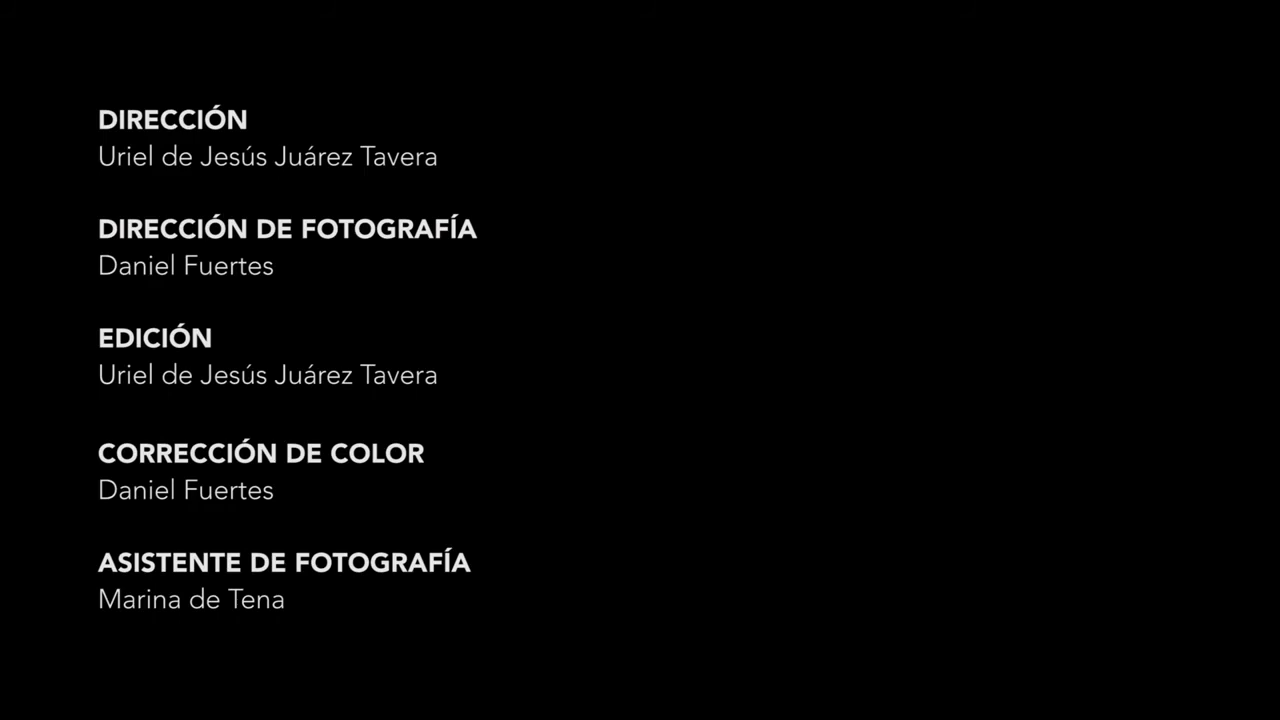 DIRECCIÓN
Uriel de Jesús Juárez Tavera
DIRECCIÓN DE FOTOGRAFÍA
Daniel Fuertes
EDICIÓN
Uriel de Jesús Juárez Tavera
CORRECCIÓN DE COLOR
Daniel Fuertes
ASISTENTE DE FOTOGRAFÍA
Marina de Tena